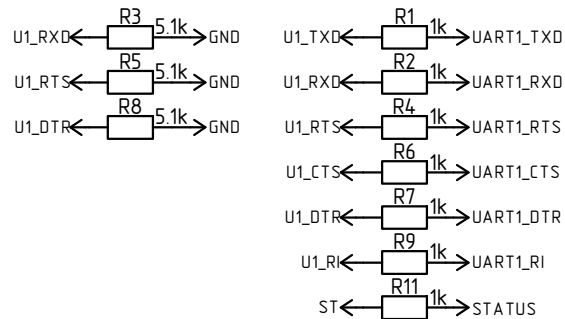 R3
U1_RXD 5.1k GND
R5
U1_RTS 5.1k GND
R8
U1_DTR 5.1k GND
R1
U1_TXD 1k UART1_TXD
R2
U1_RXD 1k UART1_RXD
R4
U1_RTS 1k UART1_RTS
R6
U1_CTS 1k UART1_CTS
R7
U1_DTR 1k UART1_DTR
R9
U1_RI 1k UART1_RI
R11
ST 1k STATUS